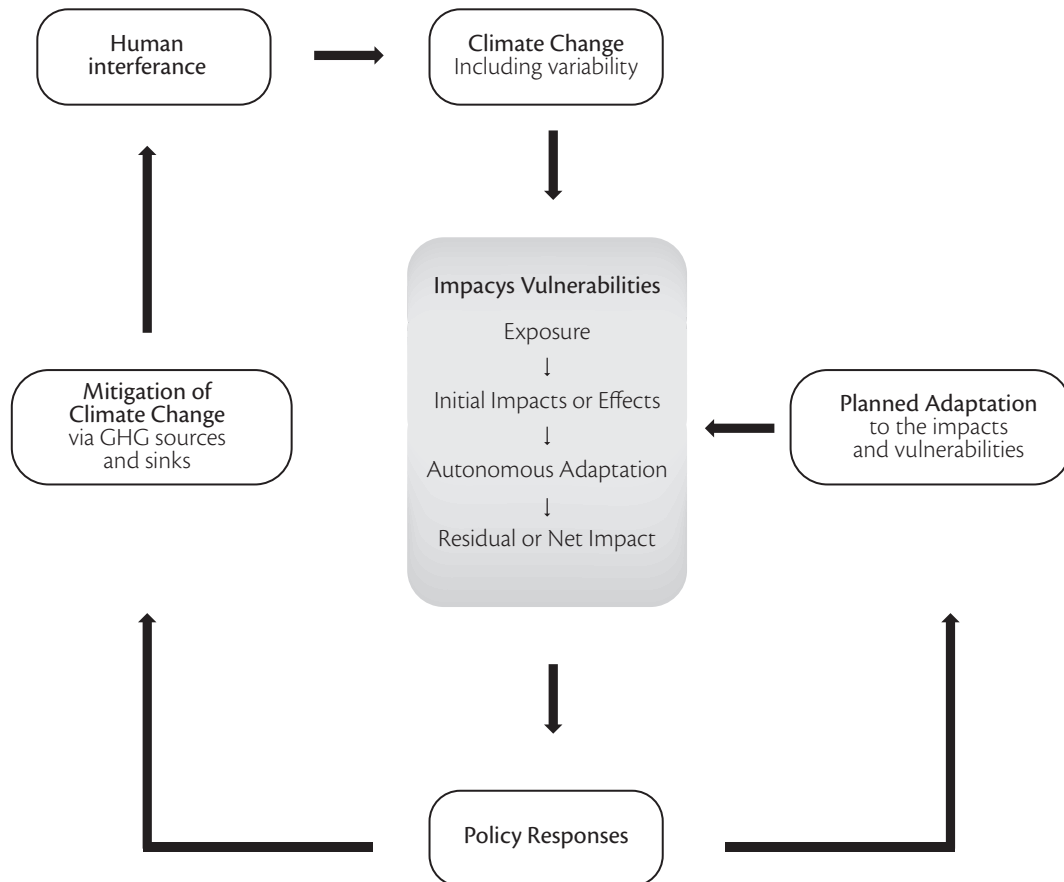 Human
interferance
Climate Change
Including variability
Impacys Vulnerabilities
Exposure
↓
Initial Impacts or Effects
↓
Autonomous Adaptation
↓
Residual or Net Impact
Mitigation of
Climate Change
via GHG sources
and sinks
Planned Adaptation
to the impacts
and vulnerabilities
Policy Responses